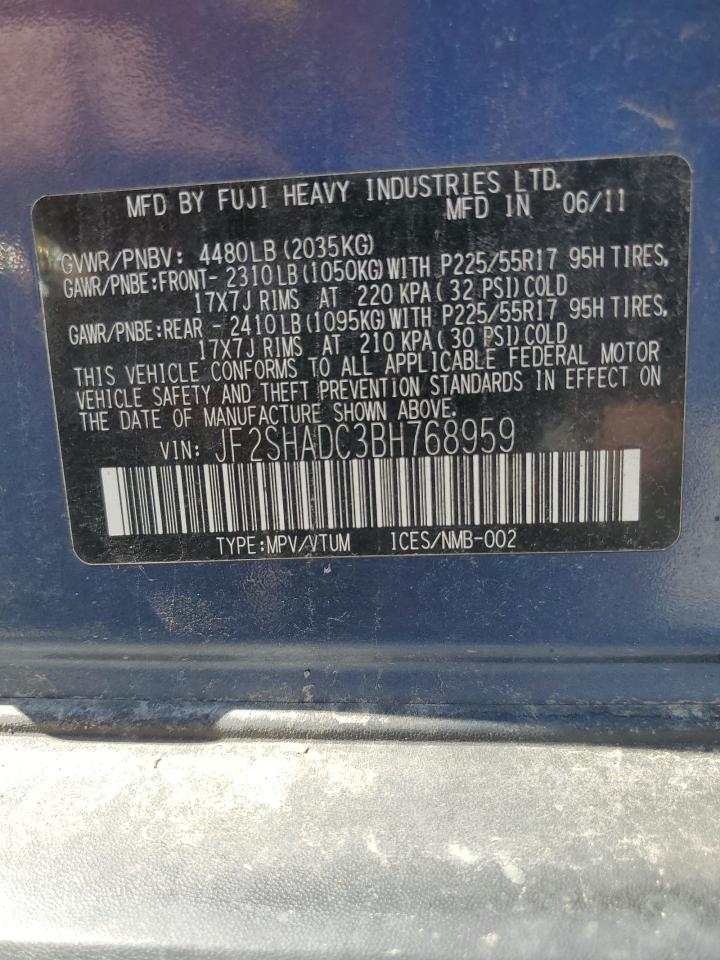 MFD BY FUJI HEAVY INDUSTRIES LTD.
MFD IN 06/11
GVWR/PNBV: 4480LB(2035KG)
GAWR/PNBE:FRONT- 2310LB(1050KG)WITH P225/55R17 95H TIRES,
17X7J RIMS AT 220 KPA( 32 PSI)COLD
GAWR/PNBE:REAR - 2410LB(1095KG)WITH P225/55R17 95H TIRES,
17X7J RIMS AT 210 KPA( 30 PSI)COLD
THIS VEHICLE CONFORMS TO ALL APPLICABLE FEDERAL MOTOR
VEHICLE SAFETY AND THEFT PREVENTION STANDARDS IN EFFECT ON
THE DATE OF MANUFACTURE SHOWN ABOVE.
VIN: JF2SHADC3BH768959
TYPE:MPV/VTUM ICES/NMB-002